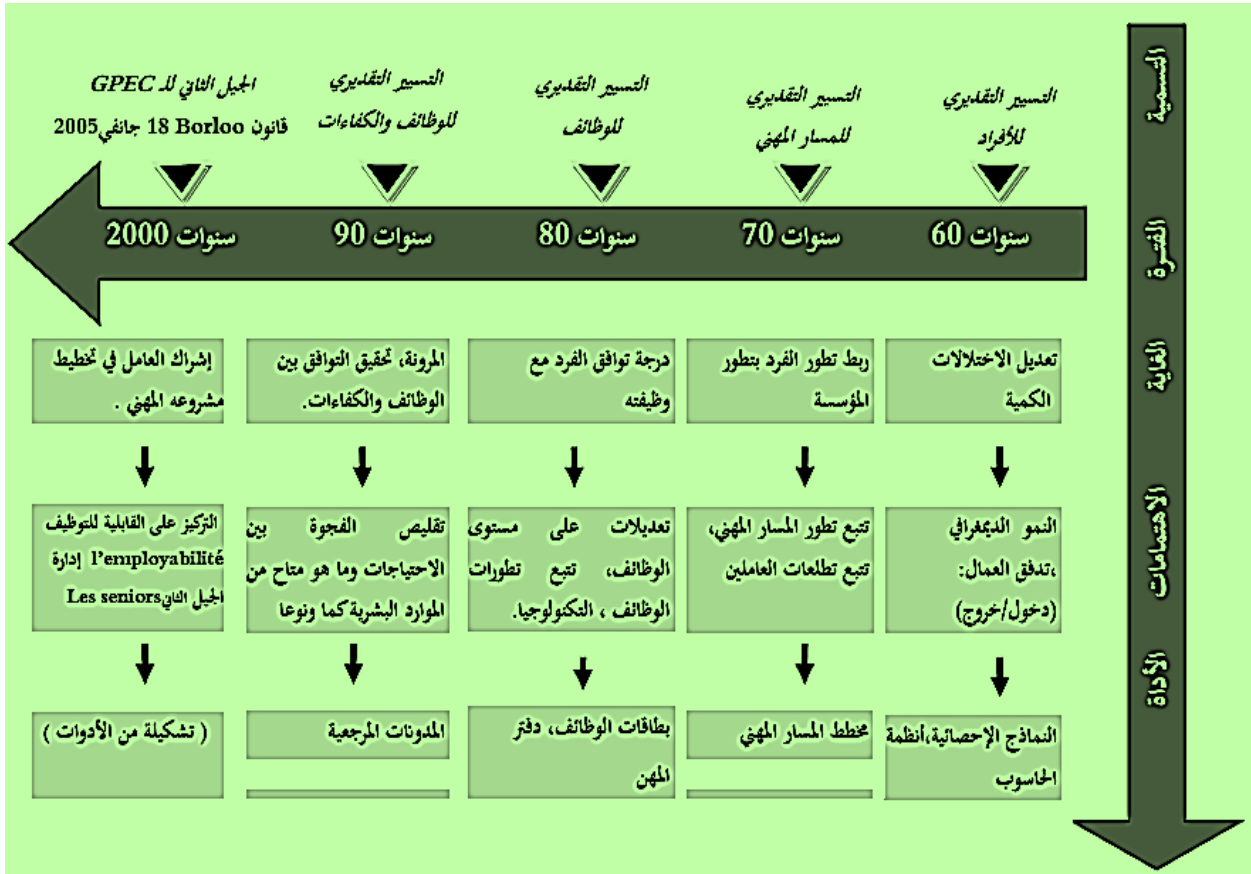 التسمية
التسيير التقديري
للأفراد
التسيير التقديري
للمسار المهني
التسيير التقديري
للوظائف
التسيير التقديري
للوظائف والكفاءات
الجيل الثاني للـ GPEC
قانون Borloo 18 جانفي2005
الفترة
سنوات 60
سنوات 70
سنوات 80
سنوات 90
سنوات 2000
الغاية
تعديل الاختلالات
الكمية
ربط تطور الفرد بتطور
المؤسسة
درجة توافق الفرد مع
وظيفته
المرونة، تحقيق التوافق بين
الوظائف والكفاءات.
إشراك العامل في تخطيط
مشروعه المهني .
الاهتمامات
النمو الديمغرافي
،تدفق العمال:
(دخول/خروج)
تتبع تطور المسار المهني،
تتبع تطلعات العاملين
تعديلات على مستوى
الوظائف، تتبع تطورات
الوظائف ، التكنولوجيا.
تقليص الفجوة بين
الاحتياجات وما هو متاح من
الموارد البشرية كما ونوعا
التركيز على القابلية للتوظيف
l’employabilité إدارة
الجيل الثانيLes seniors
الأداة
النماذج الإحصائية،أنظمة
الحاسوب
مخطط المسار المهني
بطاقات الوظائف، دفتر
المهن
المدونات المرجعية
( تشكيلة من الأدوات )